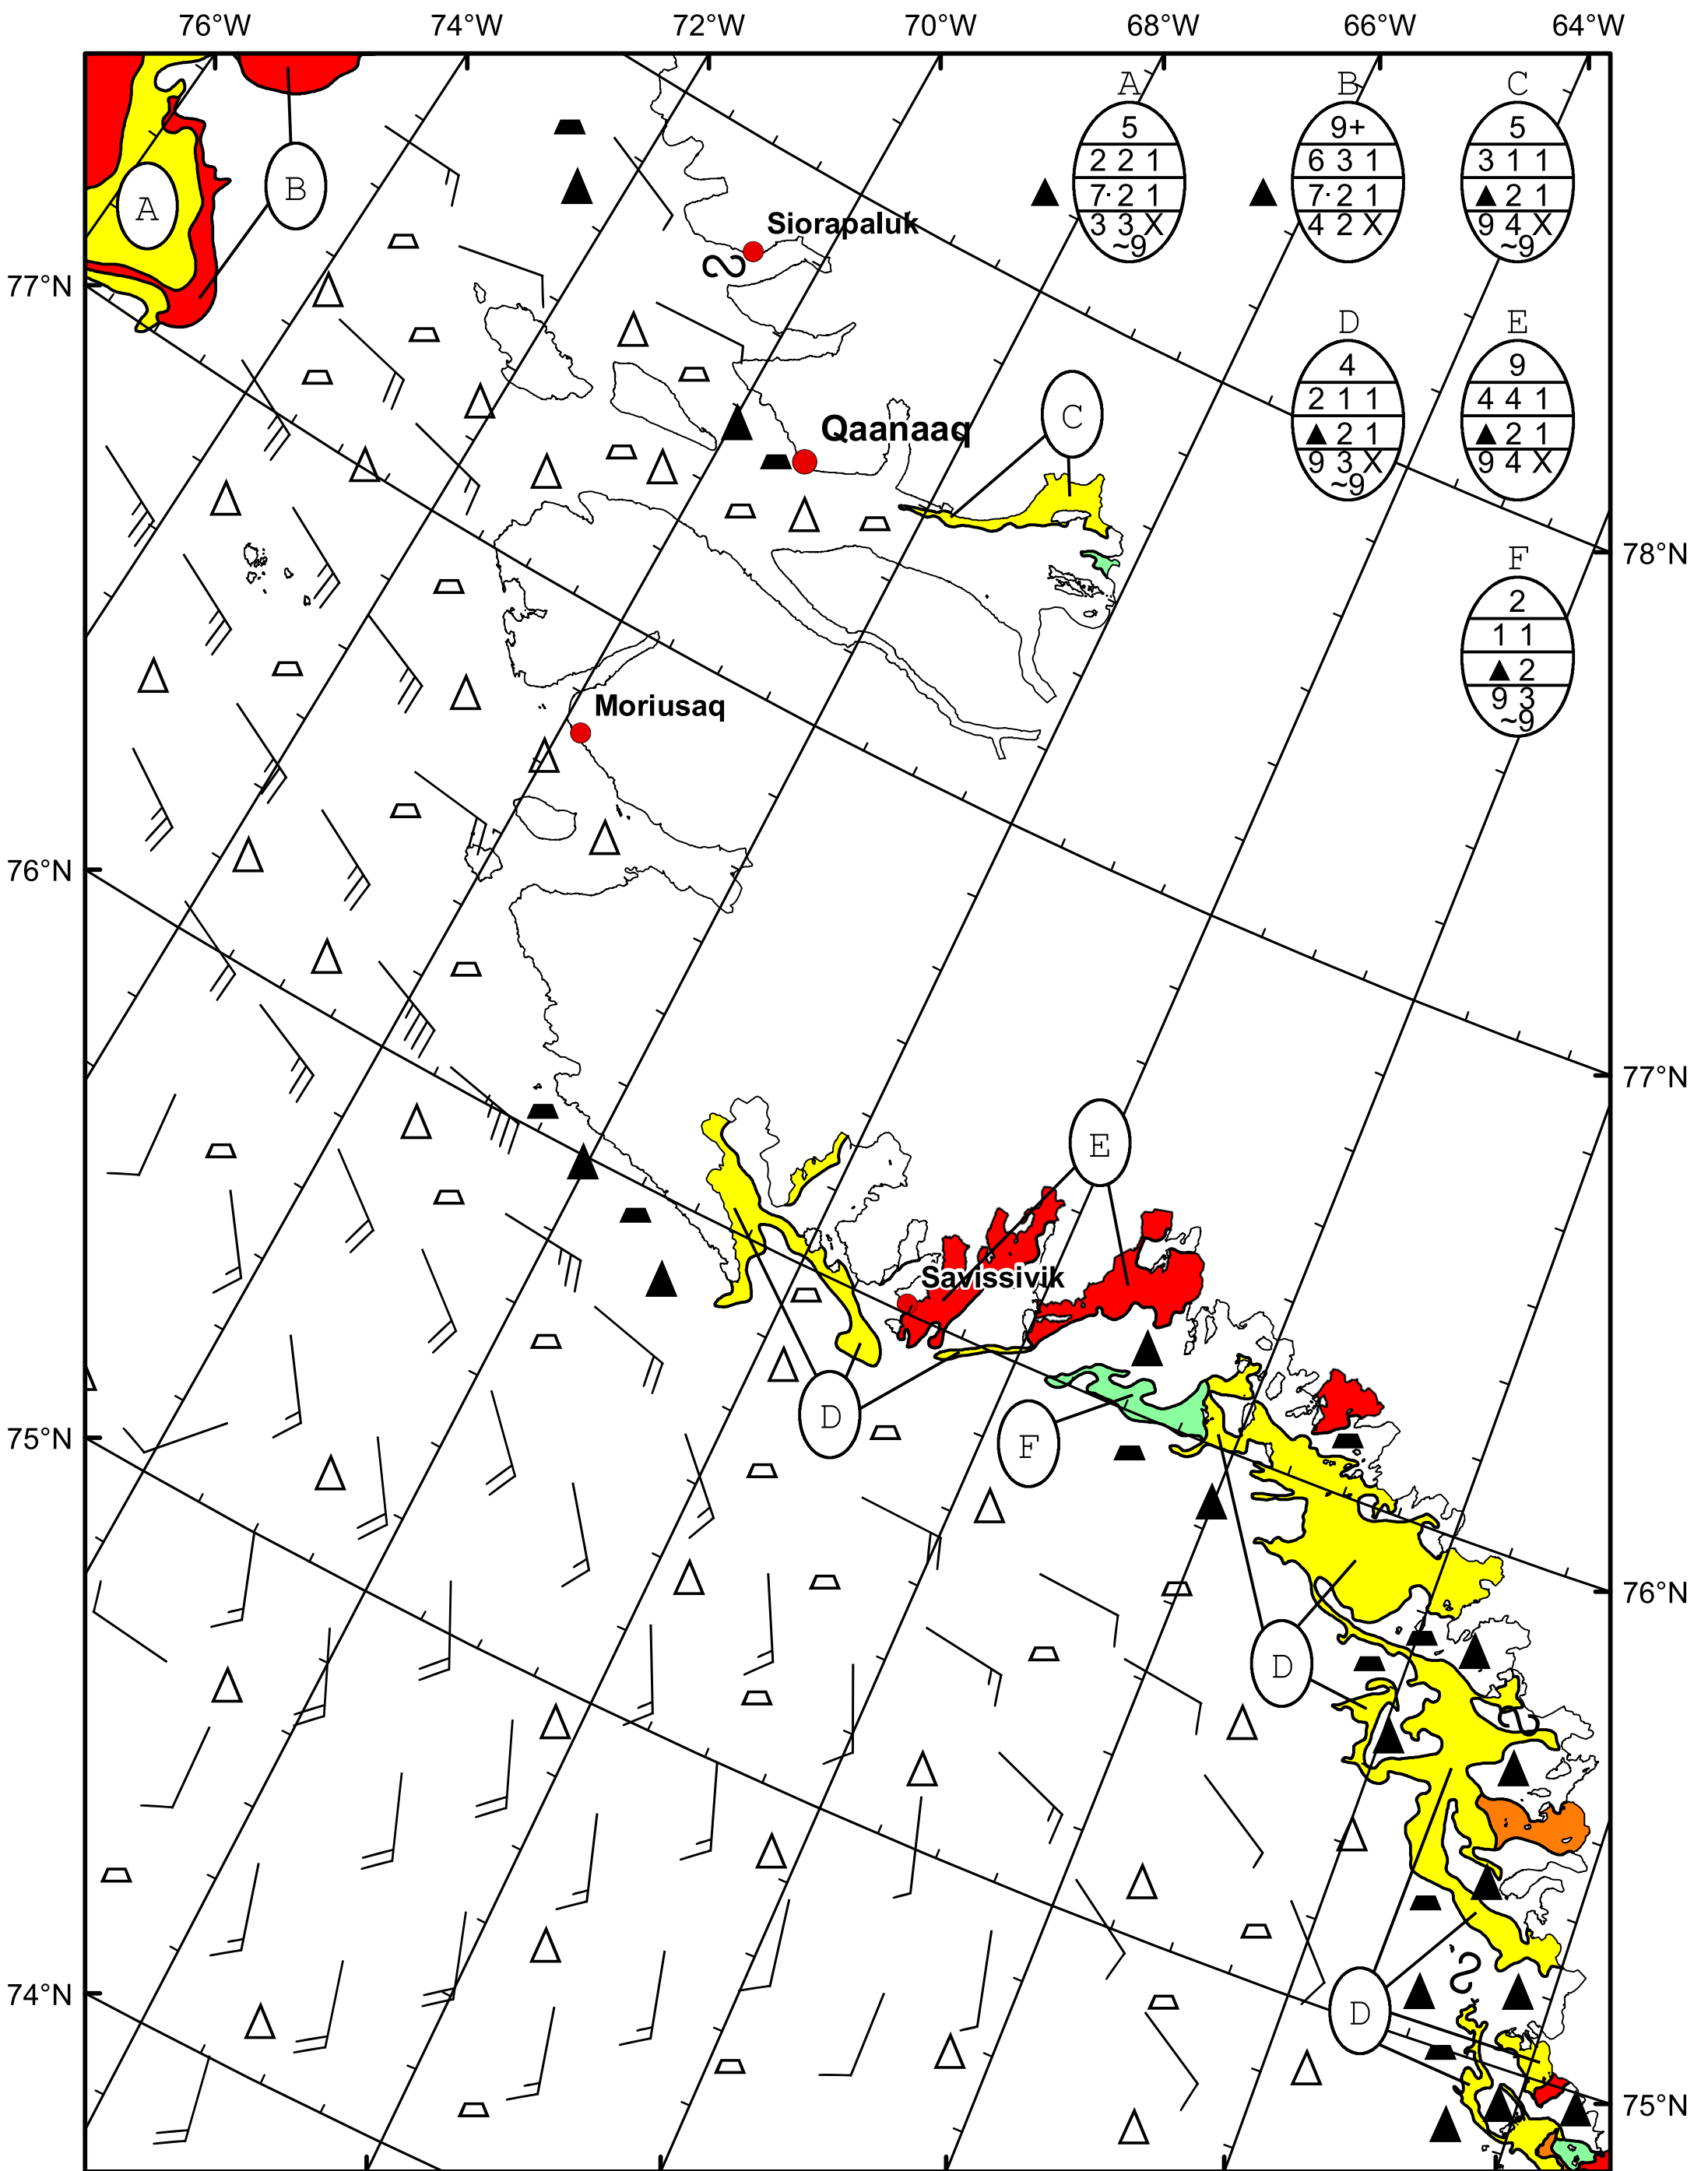 76°W 74°W 72°W 70°W 68°W 66°W 64°W
A B C
5 9+ 5
2 2 1 6 3 1 3 1 1
7· 2 1 7· 2 1 ▲ 2 1
3 3 X 4 2 X 9 4 X
~9 ~9
A
B
Siorapaluk
77°N
D E
4 9
2 1 1 4 4 1
▲ 2 1 ▲ 2 1
9 3 X 9 4 X
~9
C
Qaanaaq
78°N
F
2
1 1
▲ 2
9 3
~9
Moriusaq
76°N
77°N
E
Savissivik
D
F
75°N
76°N
D
74°N
D
75°N